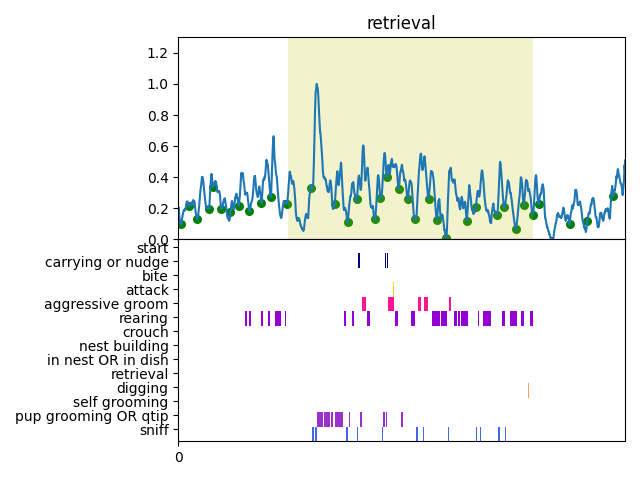 retrieval
1.2
1.0
0.8
0.6
0.4
0.2
0.0
start
carrying or nudge
bite
attack
aggressive groom
rearing
crouch
nest building
in nest OR in dish
retrieval
digging
self grooming
pup grooming OR qtip
sniff
0